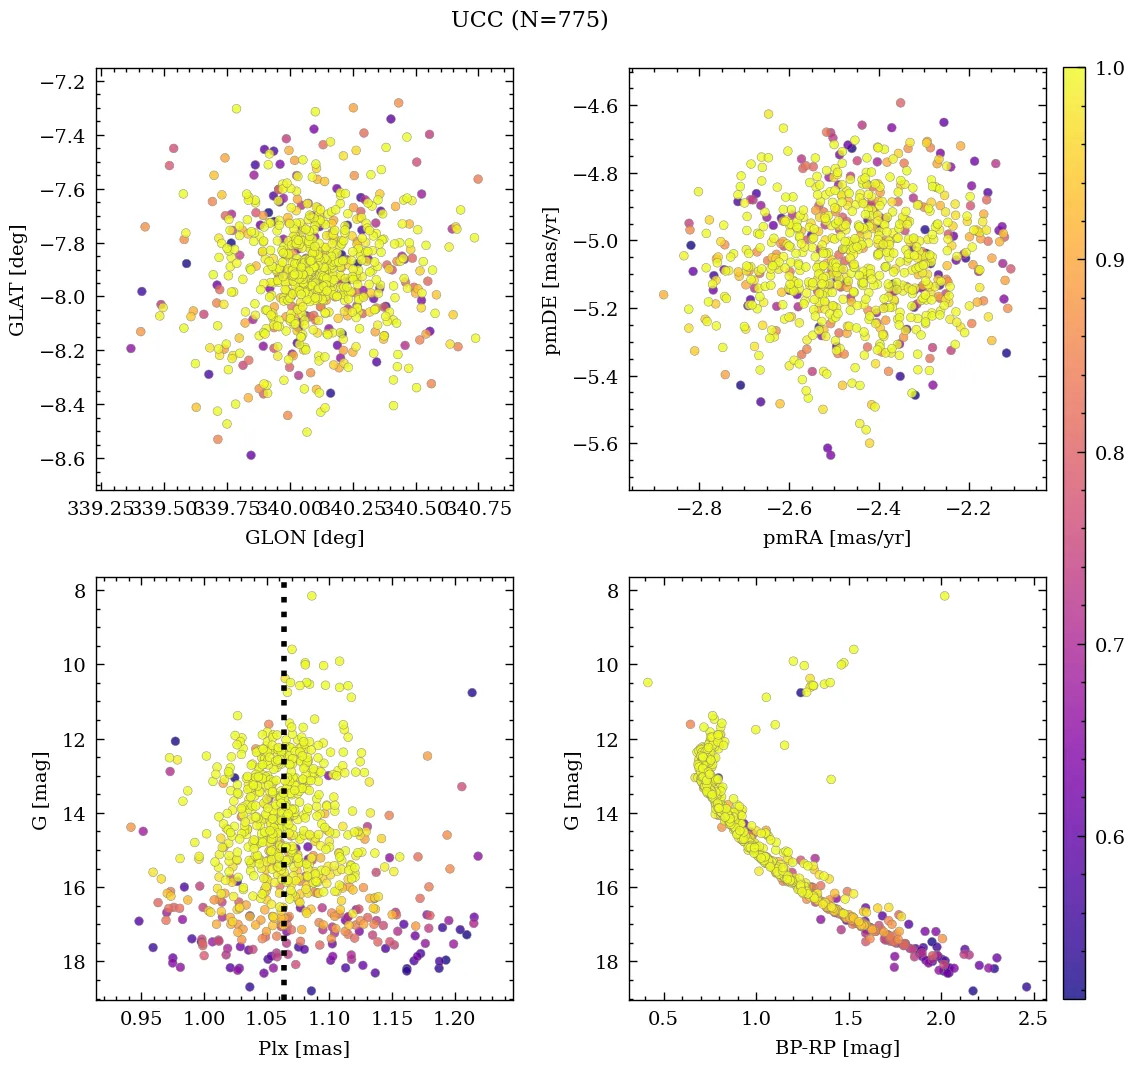 UCC (N=775)
−7.2
−7.4
−7.6
−7.8
−8.0
−8.2
−8.4
−8.6
GLAT [deg]
339.25 339.50 339.75 340.00 340.25 340.50 340.75
GLON [deg]
−4.6
−4.8
−5.0
−5.2
−5.4
−5.6
pmDE [mas/yr]
−2.8 −2.6 −2.4 −2.2
pmRA [mas/yr]
8
10
12
14
16
18
G [mag]
0.95 1.00 1.05 1.10 1.15 1.20
Plx [mas]
8
10
12
14
16
18
G [mag]
0.5 1.0 1.5 2.0 2.5
BP-RP [mag]
1.0
0.9
0.8
0.7
0.6